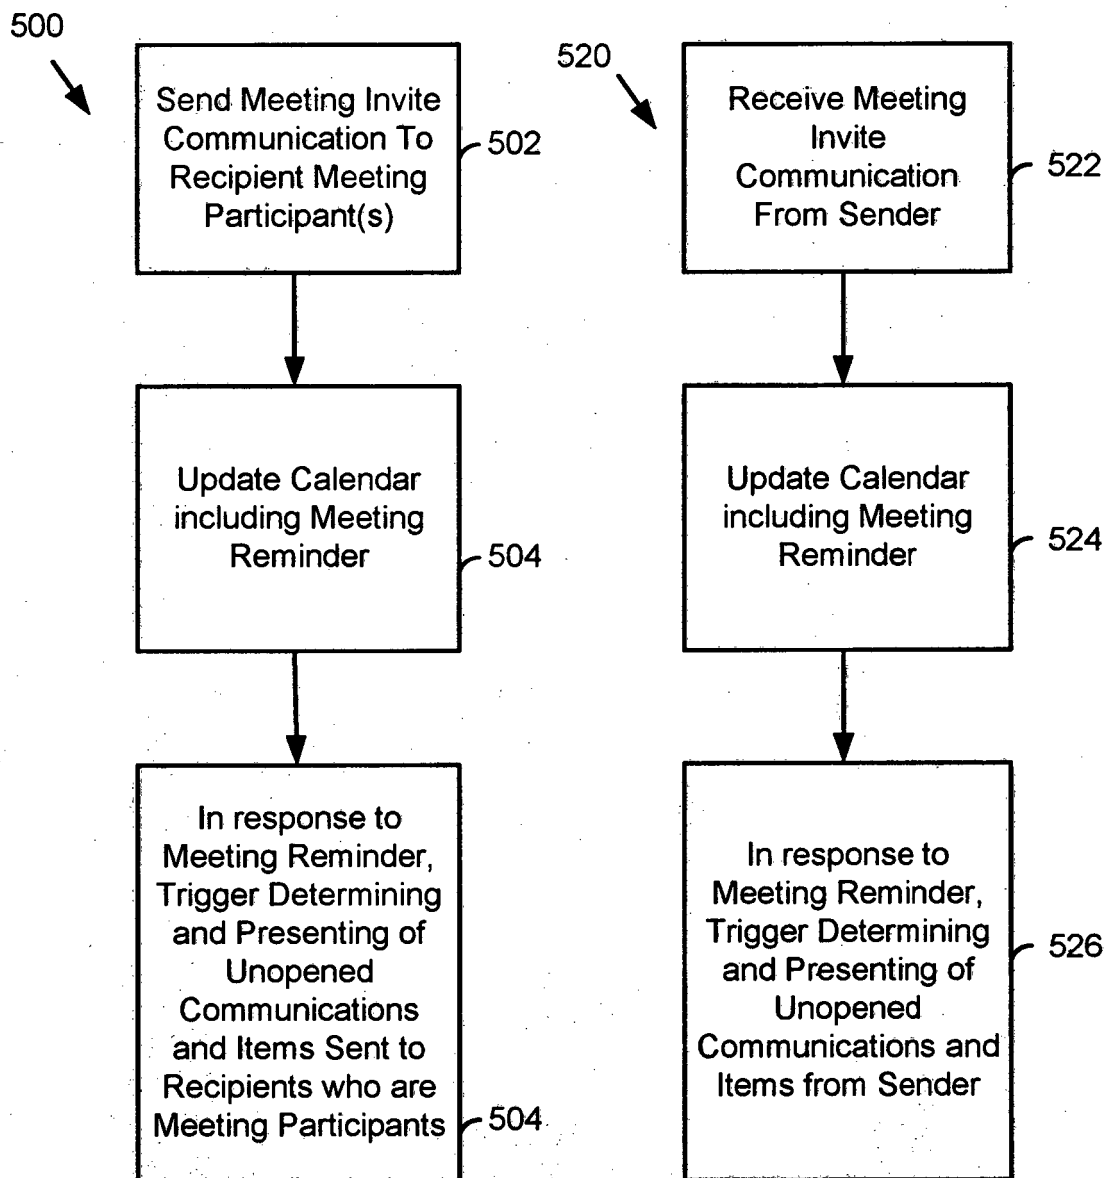 500
Send Meeting Invite
Communication To
Recipient Meeting
Participant(s)
502
Update Calendar
including Meeting
Reminder
504
In response to
Meeting Reminder,
Trigger Determining
and Presenting of
Unopened
Communications
and Items Sent to
Recipients who are
Meeting Participants
504
520
Receive Meeting
Invite
Communication
From Sender
522
Update Calendar
including Meeting
Reminder
524
In response to
Meeting Reminder,
Trigger Determining
and Presenting of
Unopened
Communications and
Items from Sender
526